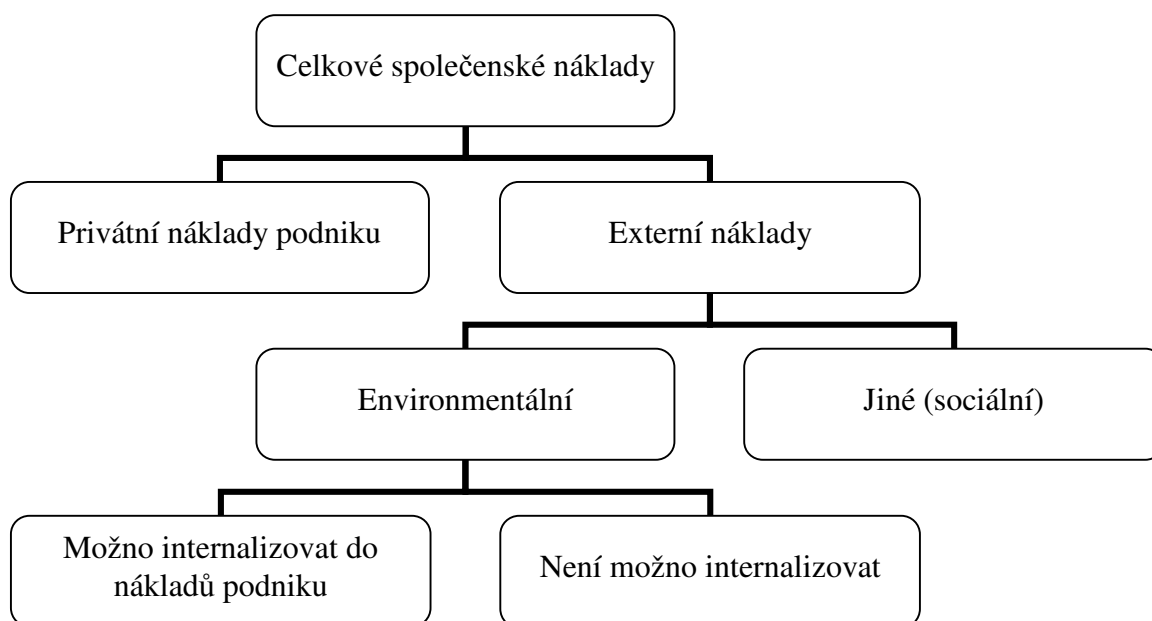 Celkové společenské náklady
Privátní náklady podniku
Externí náklady
Environmentální
Jiné (sociální)
Možno internalizovat do
nákladů podniku
Není možno internalizovat